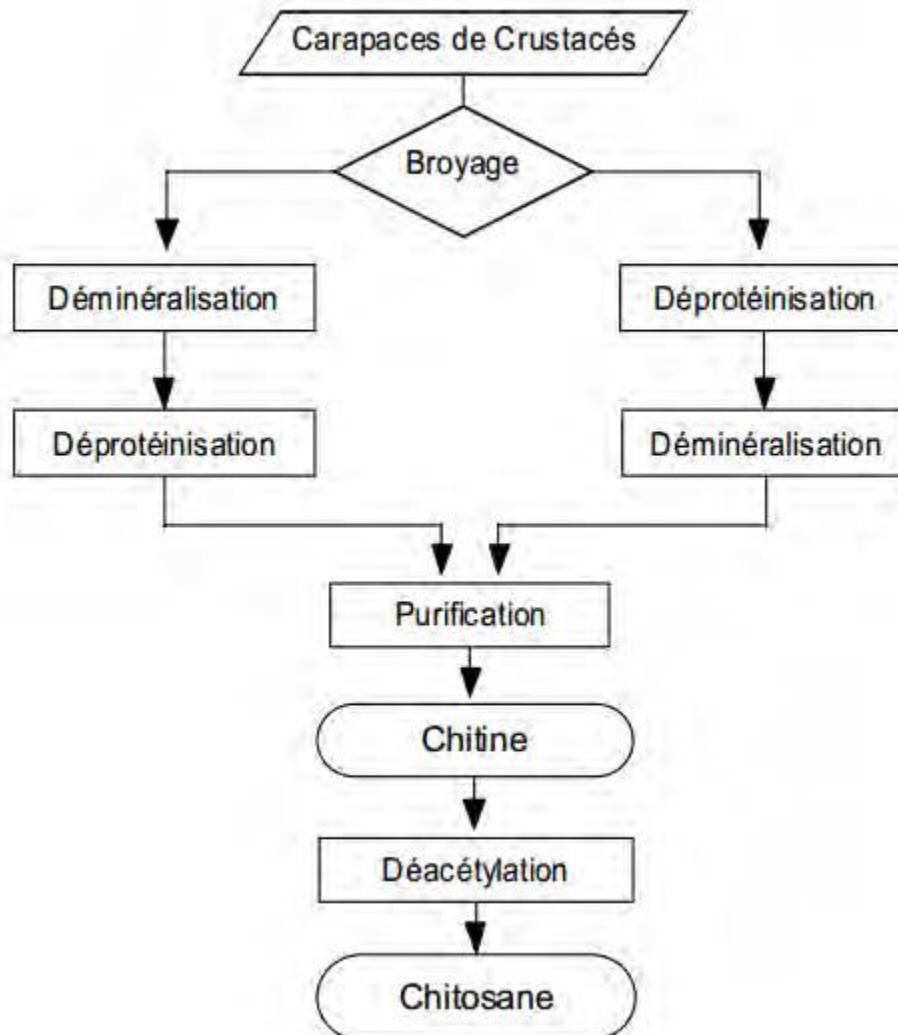 Carapaces de Crustacés
Broyage
Déminéralisation
Déprotéinisation
Déprotéinisation
Déminéralisation
Purification
Chitine
Déacétylation
Chitosane